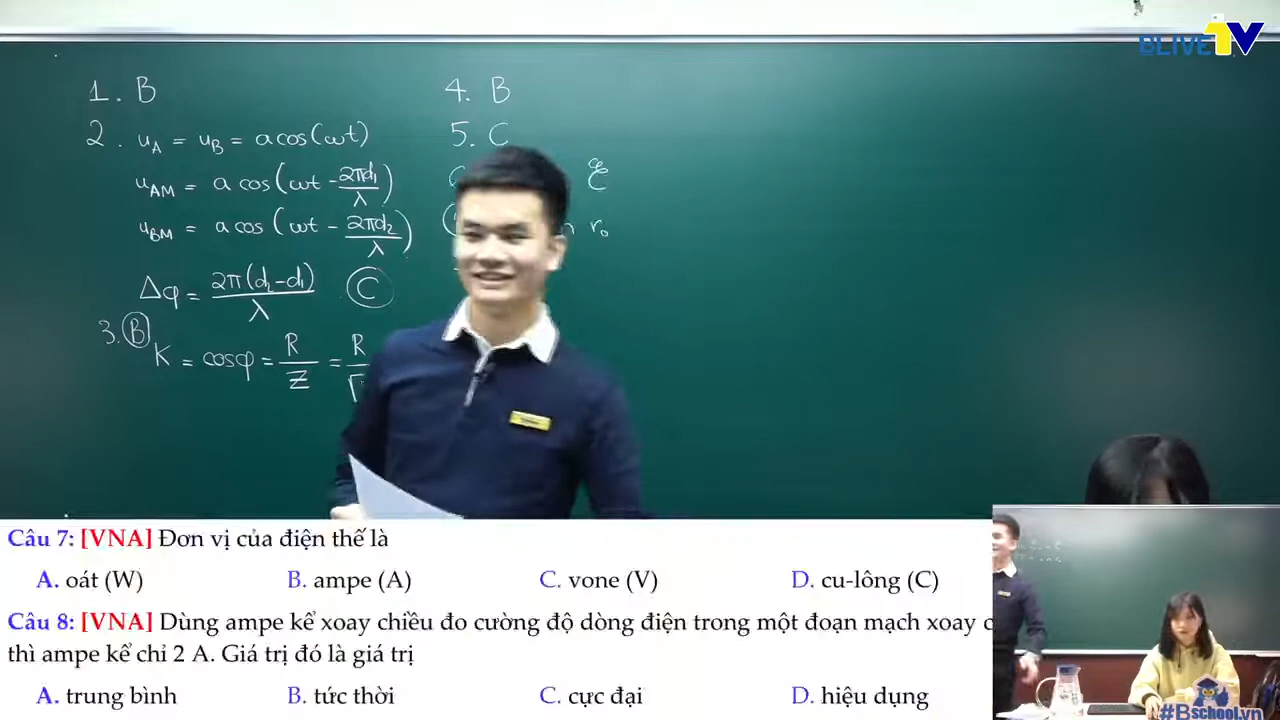 BLIVE TV
1. B
2. u_A = u_B = a cos(ωt)
u_AM = a cos(ωt - 2πd₁/λ)
u_BM = a cos(ωt - 2πd₂/λ)
Δφ = 2π(d₂-d₁)/λ (C)
3. (B)
K = cosφ = R/Z = R
4. B
5. C
r₀
Câu 7: [VNA] Đơn vị của điện thế là
A. oát (W) B. ampe (A) C. vone (V) D. cu-lông (C)
Câu 8: [VNA] Dùng ampe kế xoay chiều đo cường độ dòng điện trong một đoạn mạch xoay
thì ampe kế chỉ 2 A. Giá trị đó là giá trị
A. trung bình B. tức thời C. cực đại D. hiệu dụng
#Bschool.vn